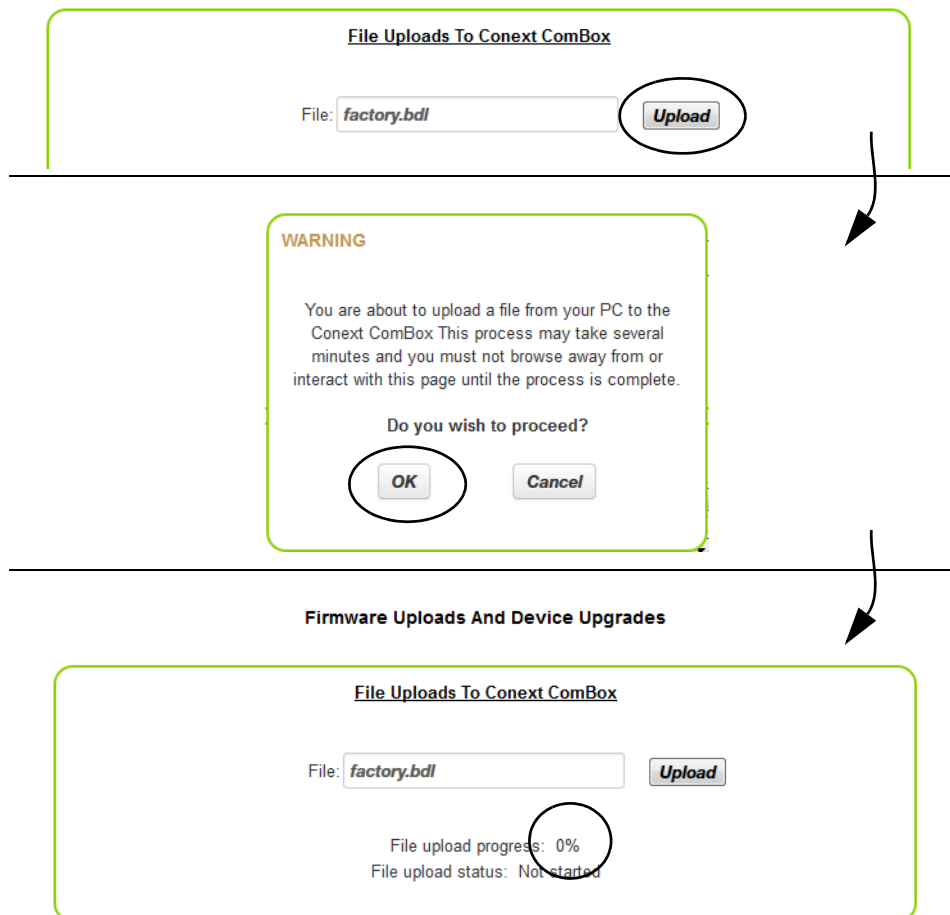 File Uploads To Conext ComBox
File: factory.bdl Upload
WARNING
You are about to upload a file from your PC to the
Conext ComBox This process may take several
minutes and you must not browse away from or
interact with this page until the process is complete.
Do you wish to proceed?
OK Cancel
Firmware Uploads And Device Upgrades
File Uploads To Conext ComBox
File: factory.bdl Upload
File upload progress: 0%
File upload status: Not started